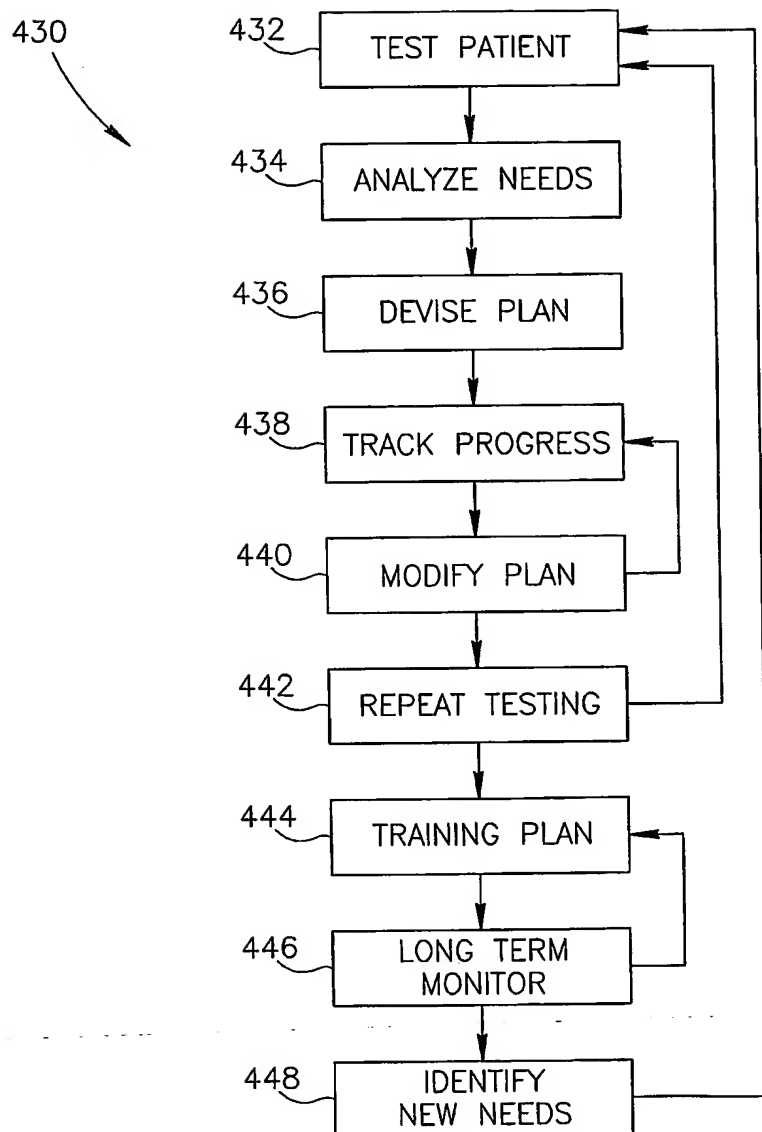 430
432
TEST PATIENT
434
ANALYZE NEEDS
436
DEVISE PLAN
438
TRACK PROGRESS
440
MODIFY PLAN
442
REPEAT TESTING
444
TRAINING PLAN
446
LONG TERM
MONITOR
448
IDENTIFY
NEW NEEDS